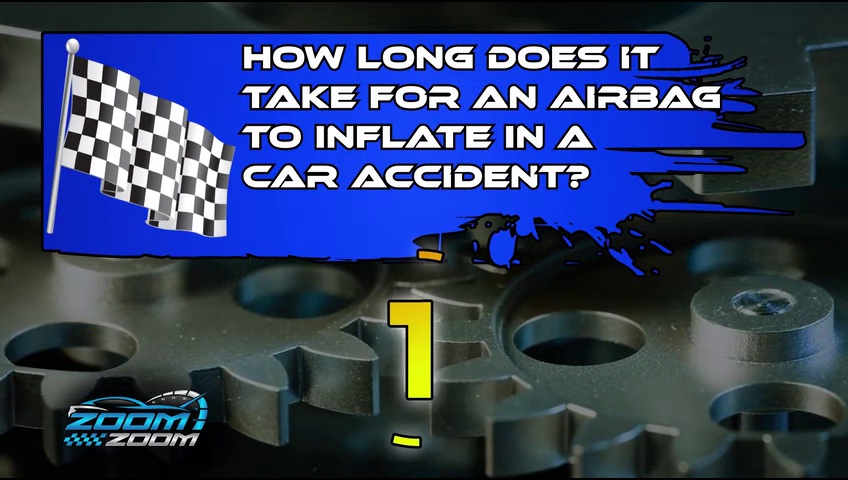 HOW LONG DOES IT
TAKE FOR AN AIRBAG
TO INFLATE IN A
CAR ACCIDENT?
1
ZOOM
ZOOM